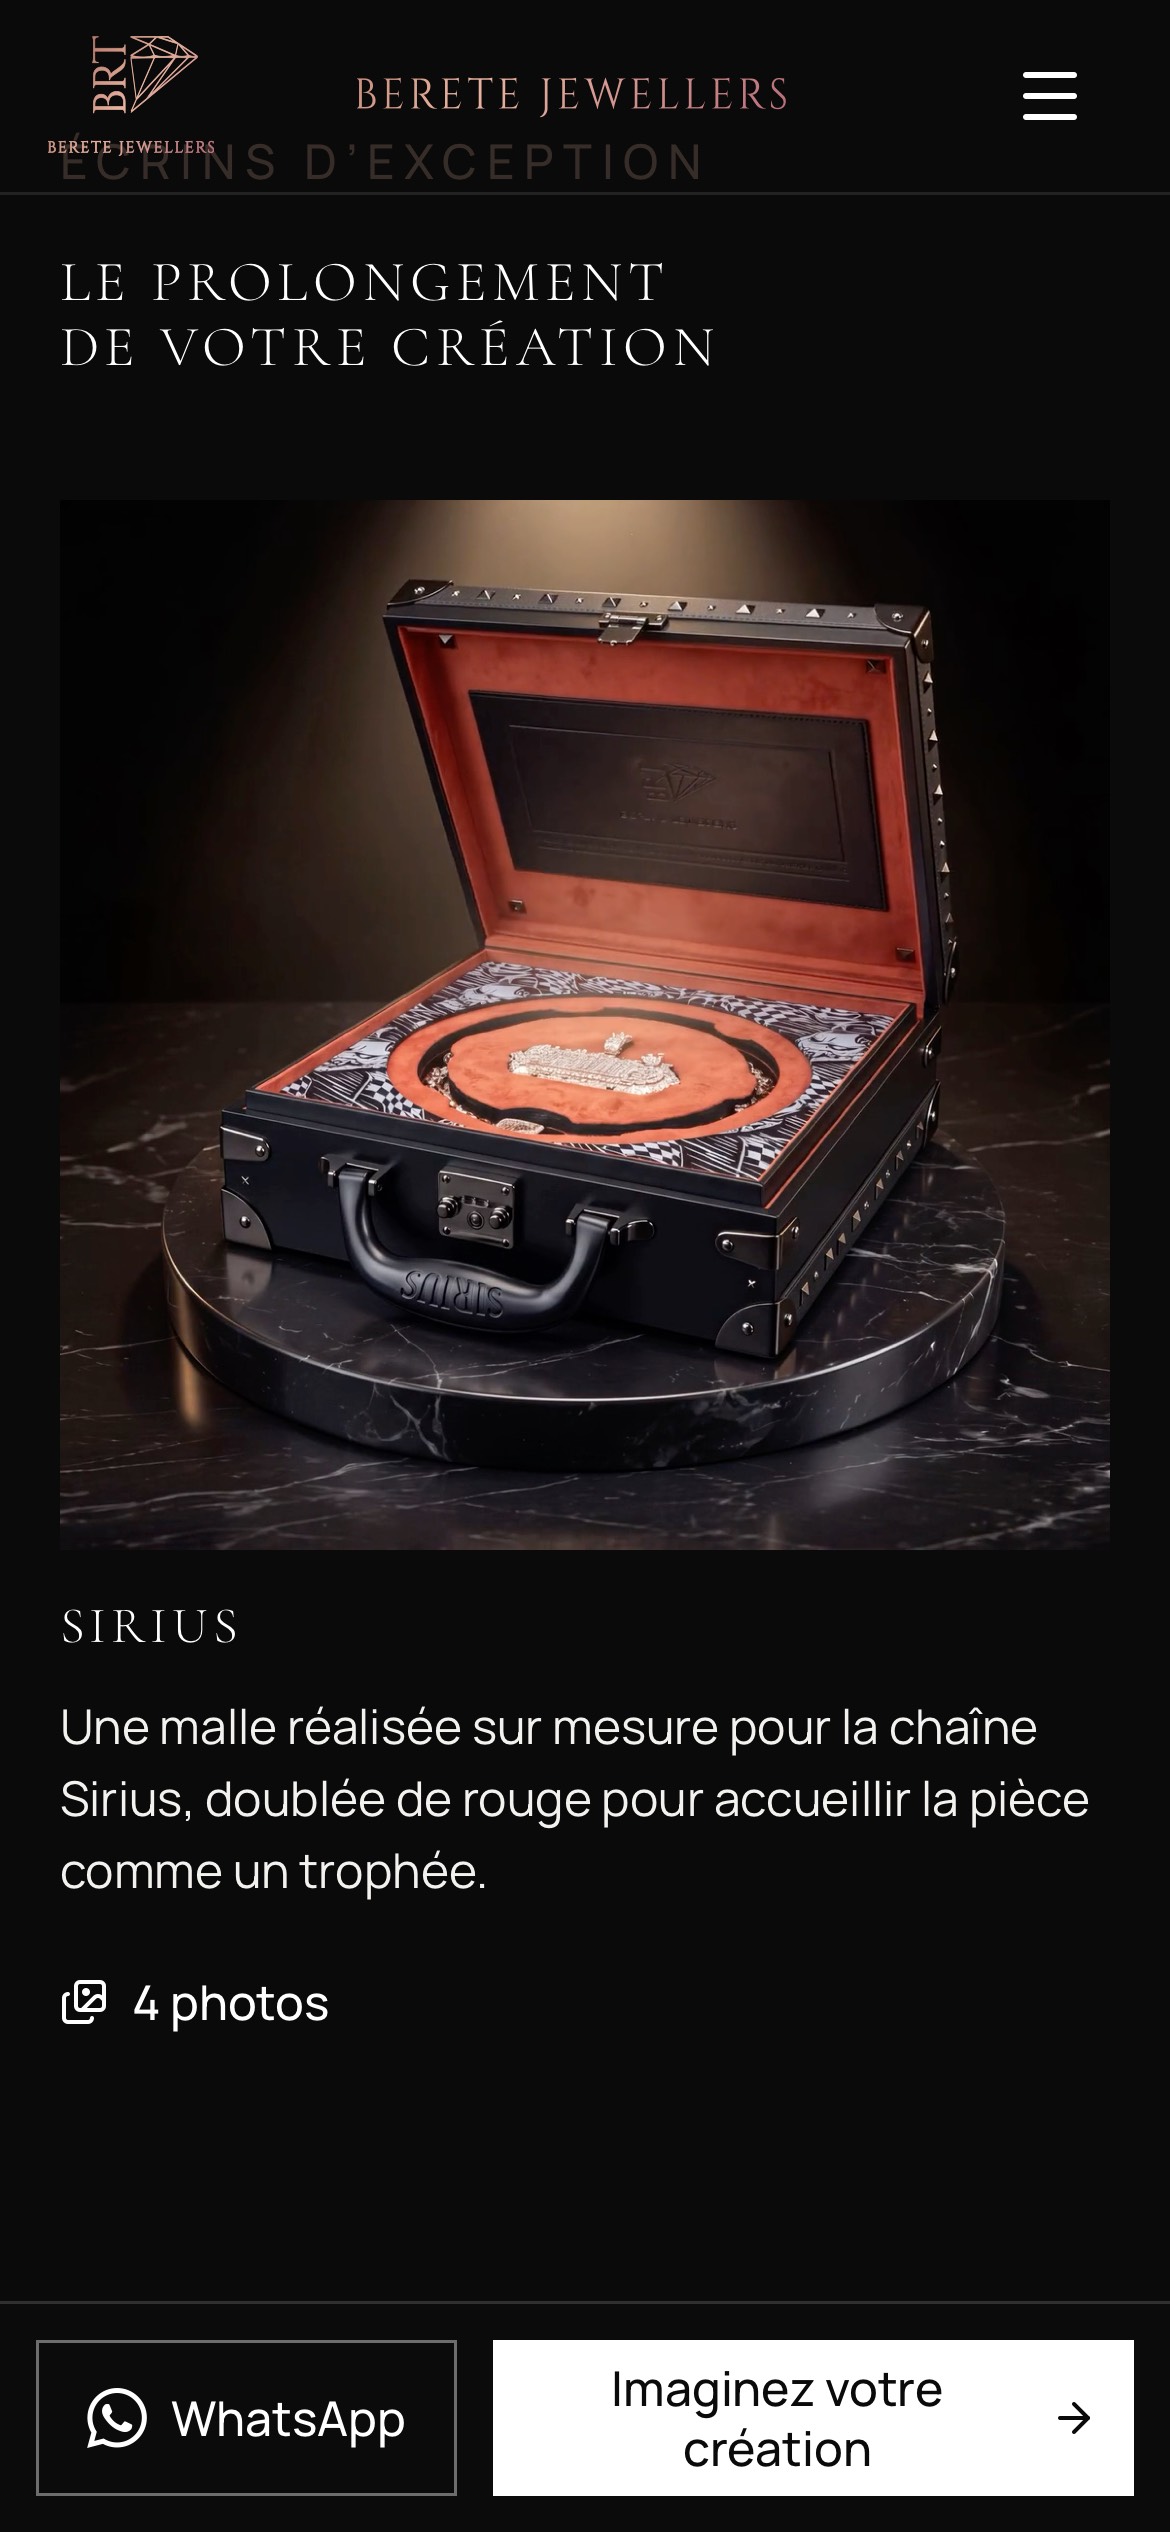 BRT
BERETE JEWELLERS
BERETE JEWELLERS
ÉCRINS D’EXCEPTION
LE PROLONGEMENT
DE VOTRE CRÉATION
SIRIUS
SIRIUS
Une malle réalisée sur mesure pour la chaîne
Sirius, doublée de rouge pour accueillir la pièce
comme un trophée.
4 photos
WhatsApp
Imaginez votre
création